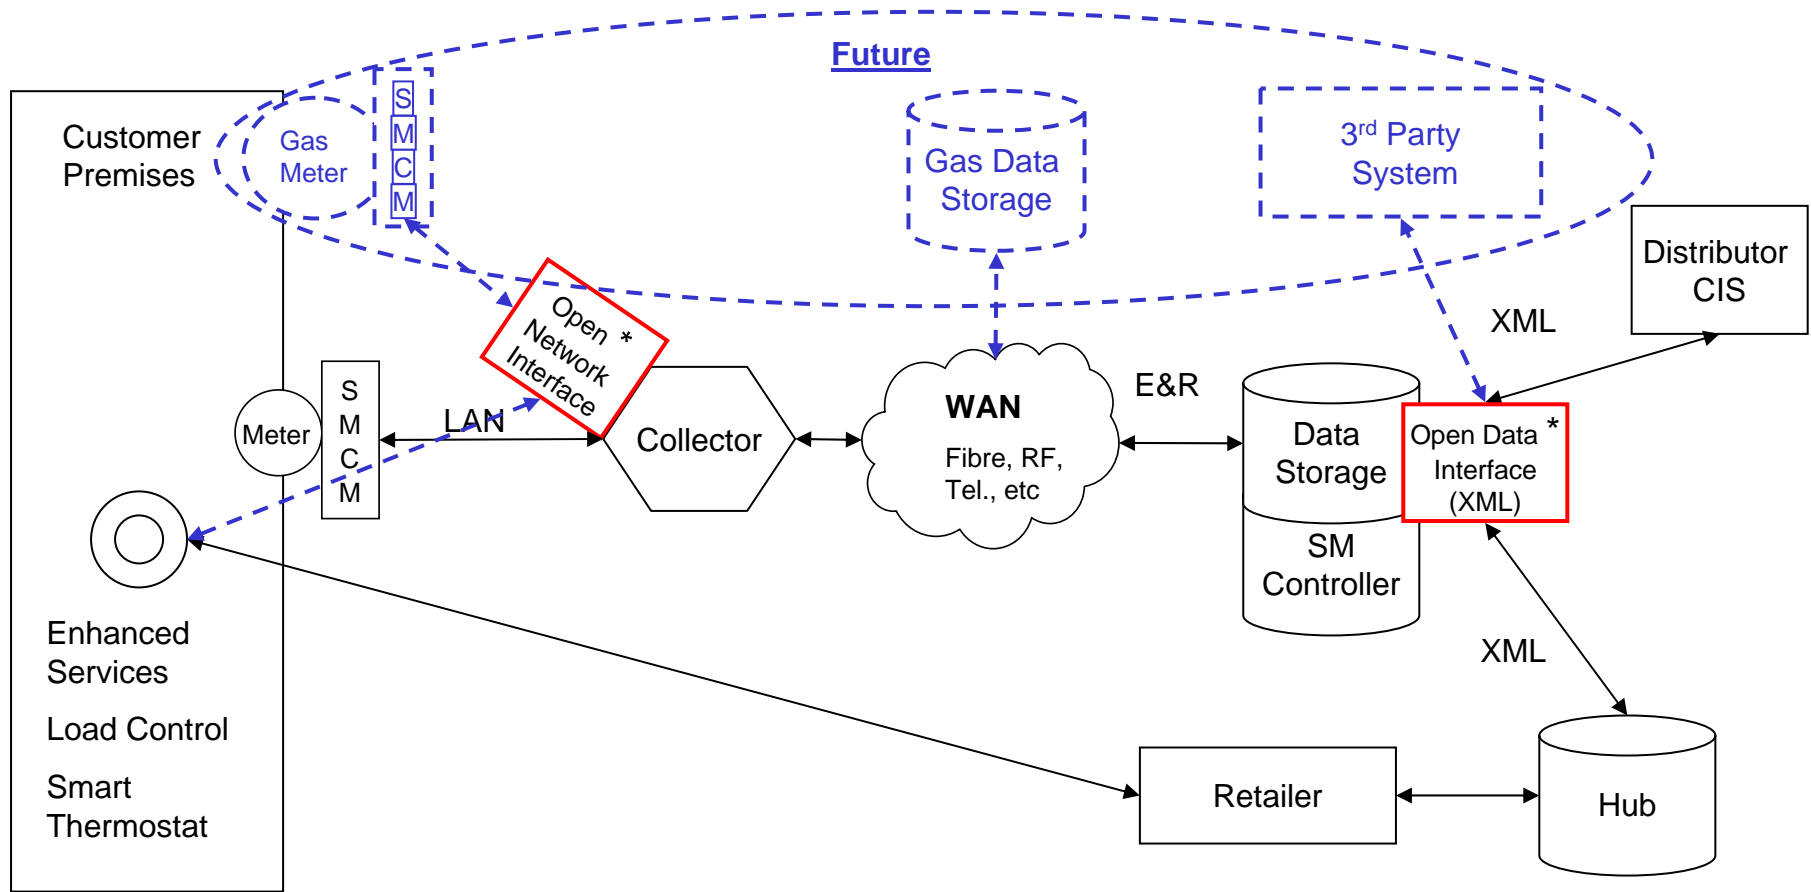 Future
Customer
Premises
Gas
Meter
S
M
C
M
Gas Data
Storage
3rd Party
System
Distributor
CIS
XML
Open *
Network
Interface
Meter
S
M
C
M
LAN
Collector
WAN
Fibre, RF,
Tel., etc
E&R
Data
Storage
Open Data *
Interface
(XML)
SM
Controller
XML
Enhanced
Services
Load Control
Smart
Thermostat
Retailer
Hub